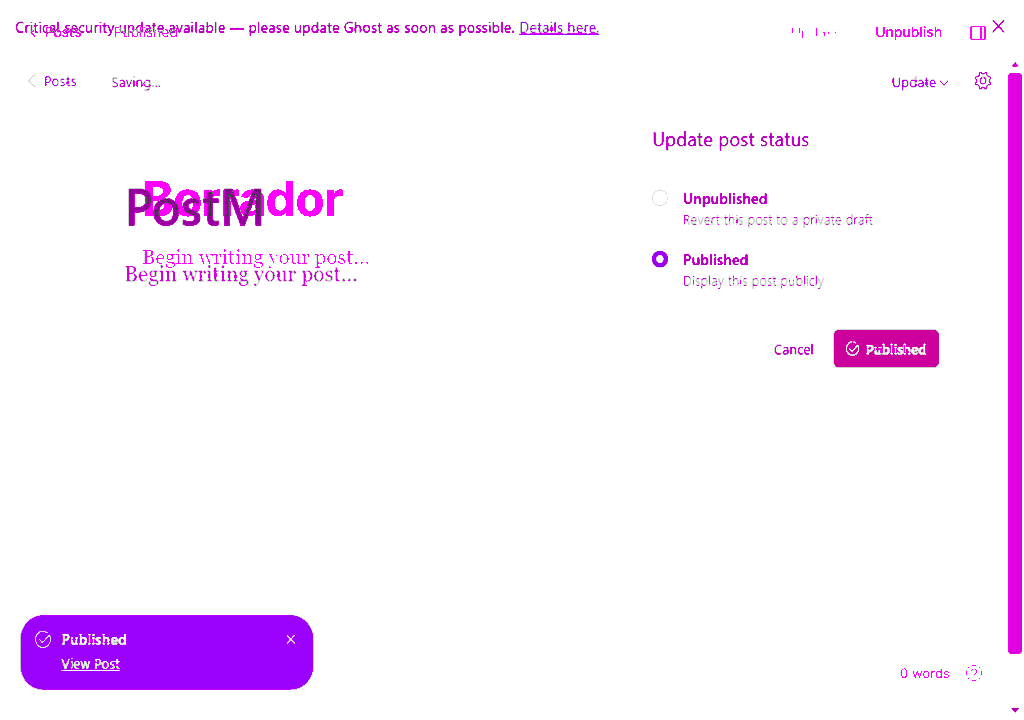 Critical security update available — please update Ghost as soon as possible. Details here.
Posts Published Unpublish
Posts Saving... Update
Update post status
Borrador
PostM
Unpublished
Revert this post to a private draft
Begin writing your post...
Begin writing your post...
Published
Display this post publicly
Cancel Published
Published
View Post
0 words